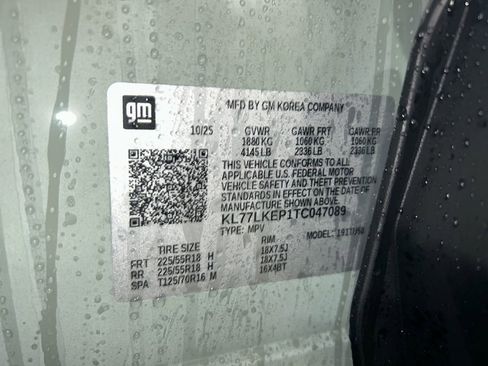 gm
MFD BY GM KOREA COMPANY
10/25 GVWR GAWR FRT GAWR RR
1880 KG 1060 KG 1060 KG
4145 LB 2336 LB 2336 LB
THIS VEHICLE CONFORMS TO ALL
APPLICABLE U.S. FEDERAL MOTOR
VEHICLE SAFETY AND THEFT PREVENTION
STANDARDS IN EFFECT ON THE DATE OF
MANUFACTURE SHOWN ABOVE.
KL77LKEP1TC047089
TYPE: MPV MODEL:
TIRE SIZE RIM
FRT 225/55R18 H 18X7.5J
RR 225/55R18 H 18X7.5J
SPA T125/70R16 M 16X4BT